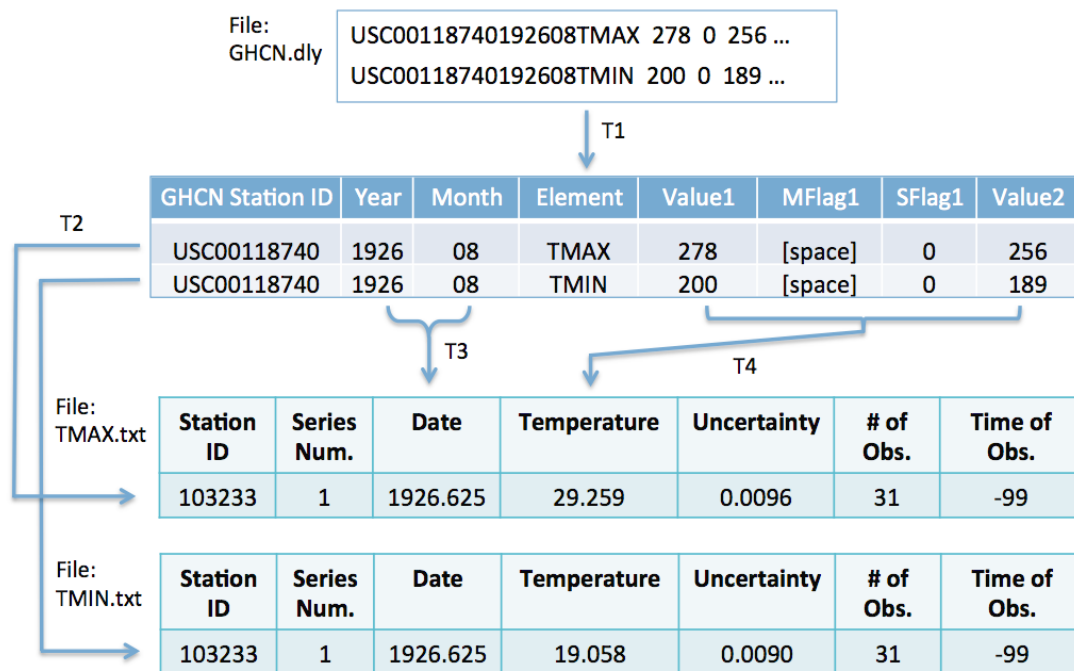 File:
GHCN.dly
USC00118740192608TMAX 278 0 256 ...
USC00118740192608TMIN 200 0 189 ...
T1
GHCN Station ID Year Month Element Value1 MFlag1 SFlag1 Value2
T2
USC00118740 1926 08 TMAX 278 [space] 0 256
USC00118740 1926 08 TMIN 200 [space] 0 189
T3
T4
File:
TMAX.txt
Station ID Series Num. Date Temperature Uncertainty # of Obs. Time of Obs.
103233 1 1926.625 29.259 0.0096 31 -99
File:
TMIN.txt
Station ID Series Num. Date Temperature Uncertainty # of Obs. Time of Obs.
103233 1 1926.625 19.058 0.0090 31 -99